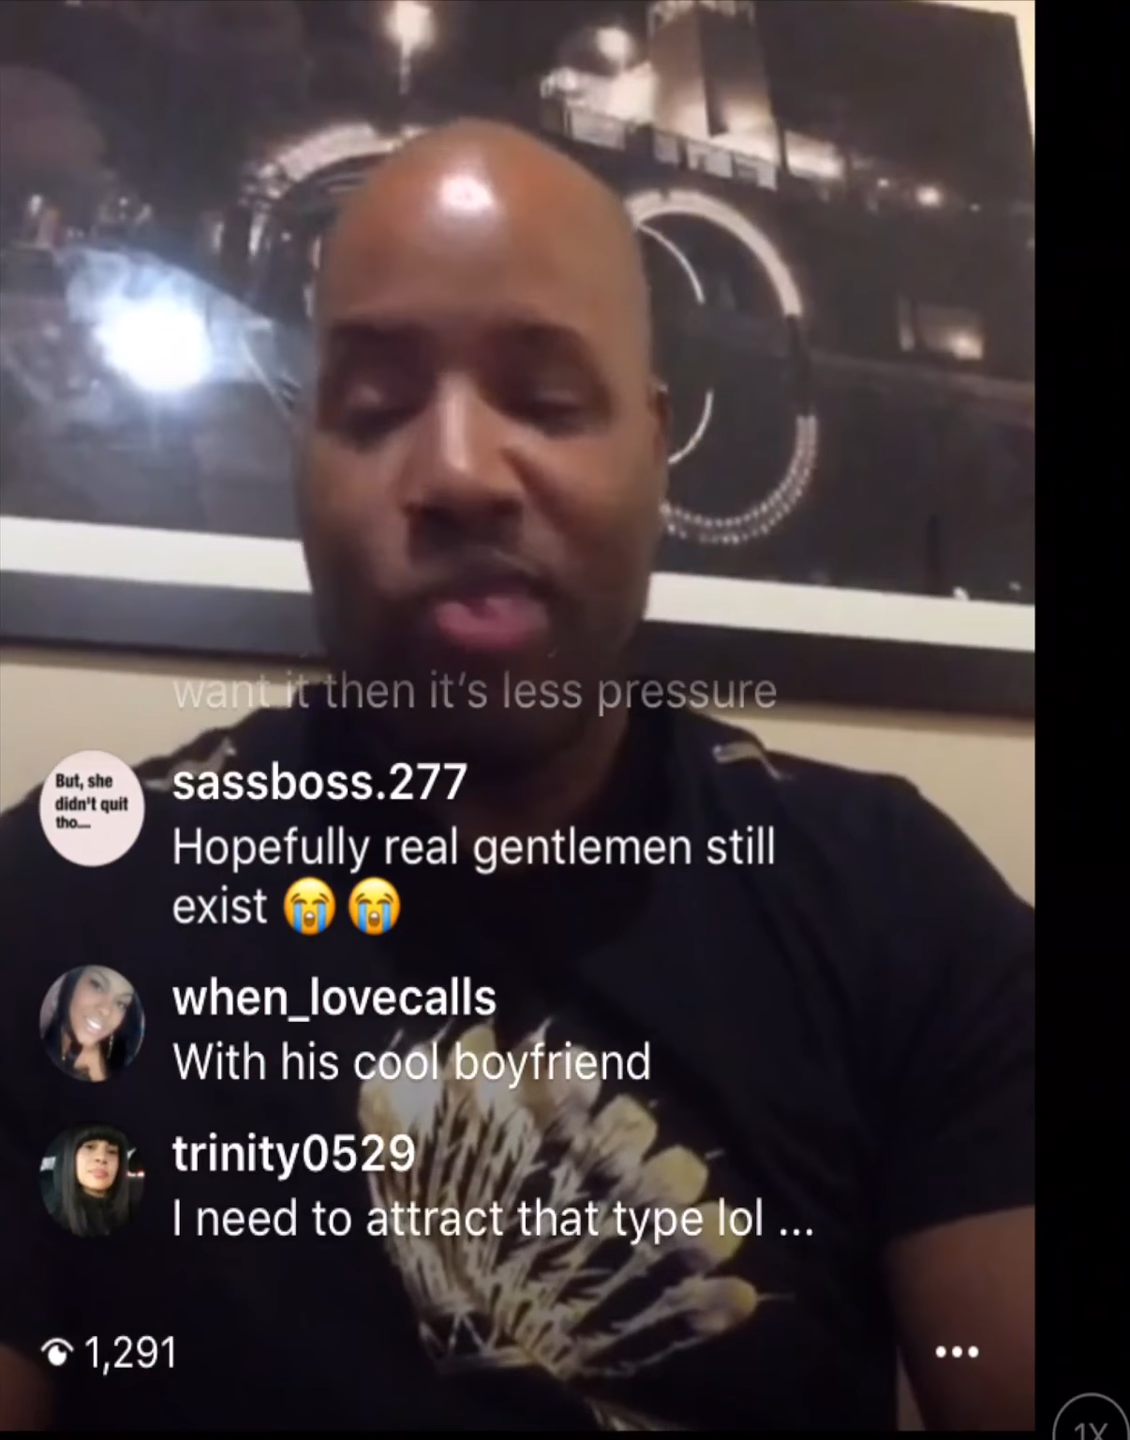 want it then it's less pressure
But, she
didn't quit
tho....
sassboss.277
Hopefully real gentlemen still
exist 😭 😭
when_lovecalls
With his cool boyfriend
trinity0529
I need to attract that type lol ...
1,291
1X